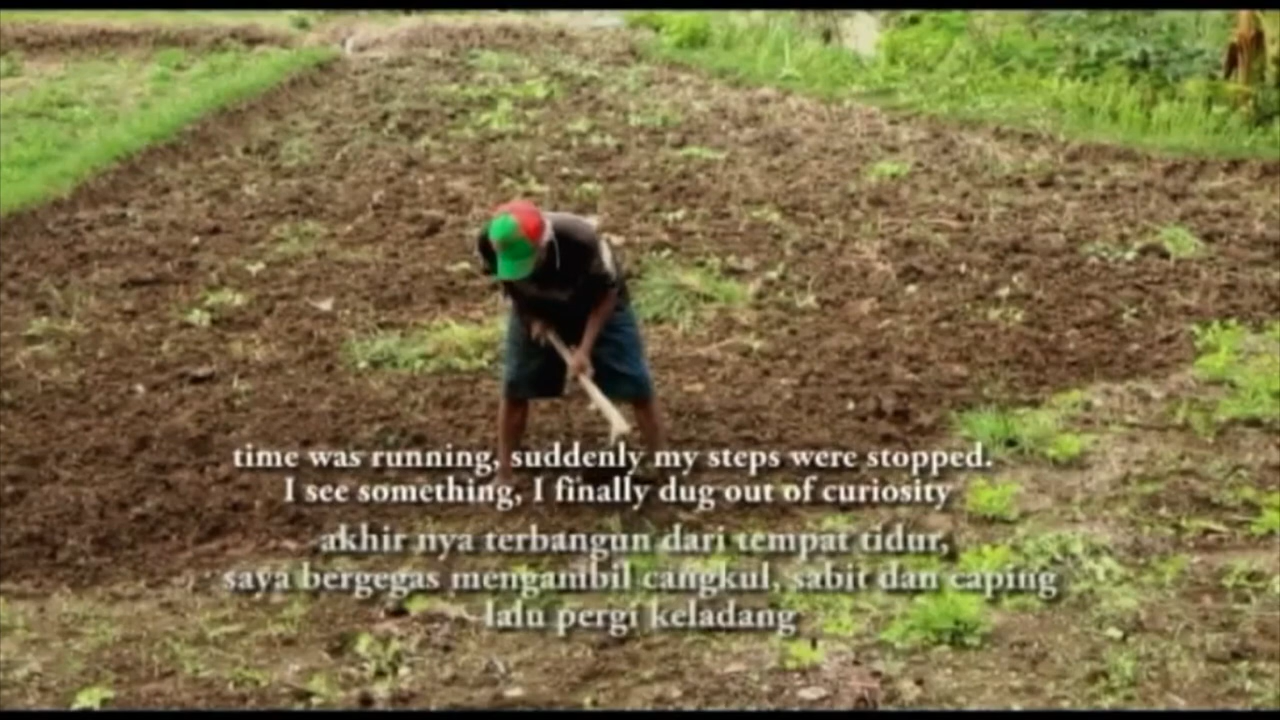 time was running, suddenly my steps were stopped.
I see something, I finally dug out of curiosity
akhir nya terbangun dari tempat tidur,
saya bergegas mengambil cangkul, sabit dan caping
lalu pergi keladang